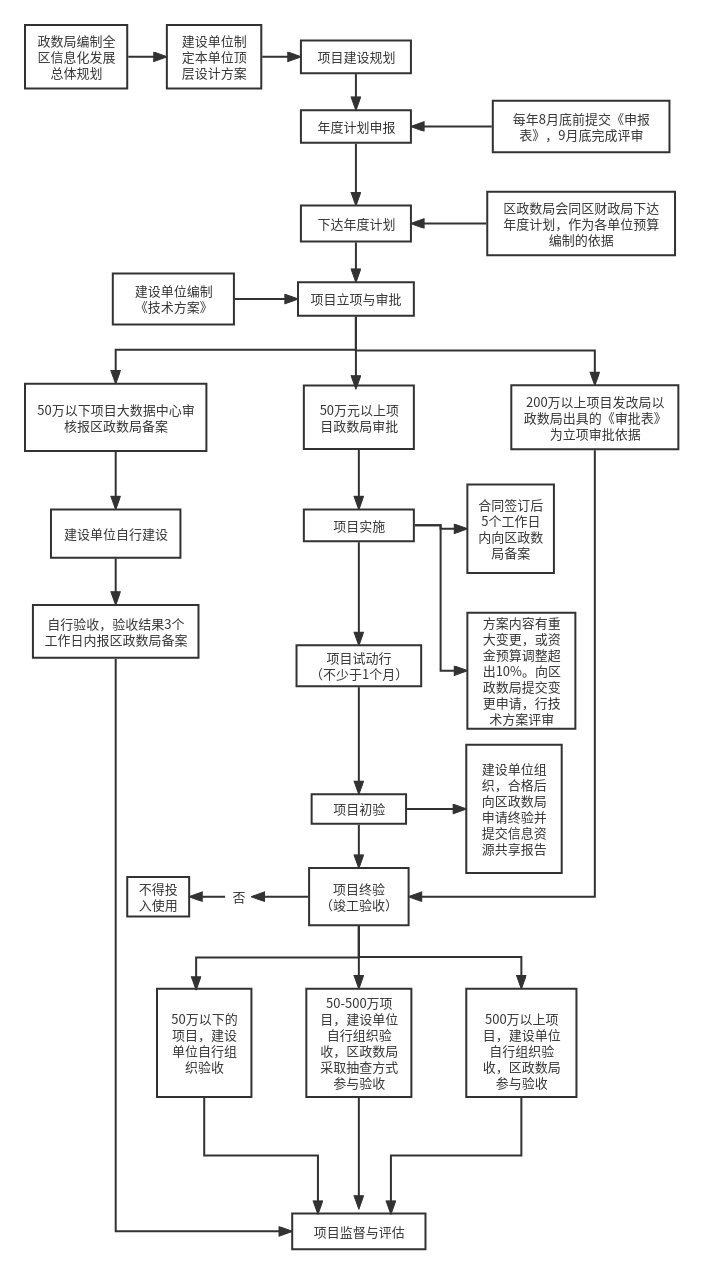 政数局编制全
区信息化发展
总体规划
建设单位制
定本单位顶
层设计方案
项目建设规划
年度计划申报
每年8月底前提交《申报
表》，9月底完成评审
下达年度计划
区政数局会同区财政局下达
年度计划，作为各单位预算
编制的依据
建设单位编制
《技术方案》
项目立项与审批
50万以下项目大数据中心审
核报区政数局备案
50万元以上项
目政数局审批
200万以上项目发改局以
政数局出具的《审批表》
为立项审批依据
建设单位自行建设
项目实施
合同签订后
5个工作日
内向区政数
局备案
自行验收，验收结果3个
工作日内报区政数局备案
方案内容有重
大变更，或资
金预算调整超
出10%。向区
政数局提交变
更申请，行技
术方案评审
项目试动行
（不少于1个月）
项目初验
建设单位组
织，合格后
向区政数局
申请终验并
提交信息资
源共享报告
不得投
入使用
否
项目终验
（竣工验收）
50万以下的
项目，建设
单位自行组
织验收
50-500万项
目，建设单位
自行组织验
收，区政数局
采取抽查方式
参与验收
500万以上项
目，建设单位
自行组织验
收，区政数局
参与验收
项目监督与评估